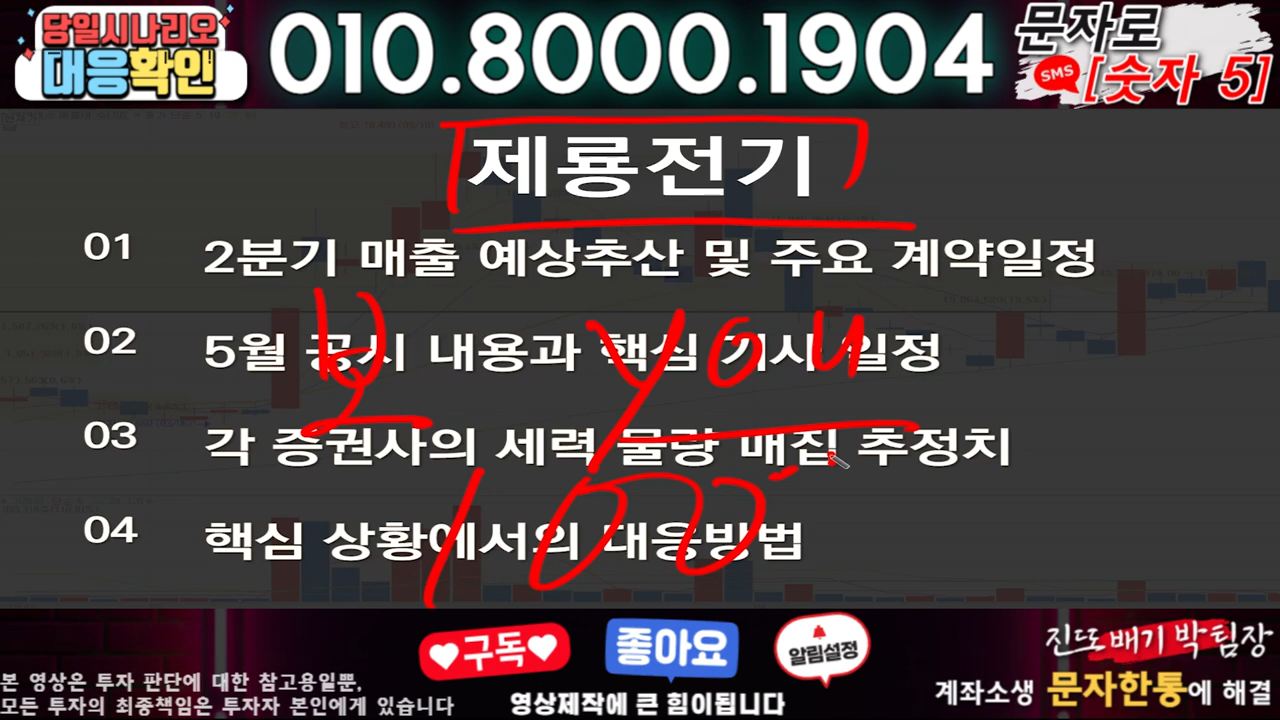 당일시나리오
대응확인
010.8000.1904
문자로
SMS [숫자 5]
제룡전기
01 2분기 매출 예상추산 및 주요 계약일정
02 5월 공시 내용과 핵심 기사 일정
03 각 증권사의 세력 물량 매집 추정치
04 핵심 상황에서의 대응방법
you
100
구독
좋아요
알림설정
본 영상은 투자 판단에 대한 참고용일뿐,
모든 투자의 최종책임은 투자자 본인에게 있습니다
영상제작에 큰 힘이됩니다
진또배기 박팀장
계좌소생 문자한통에 해결